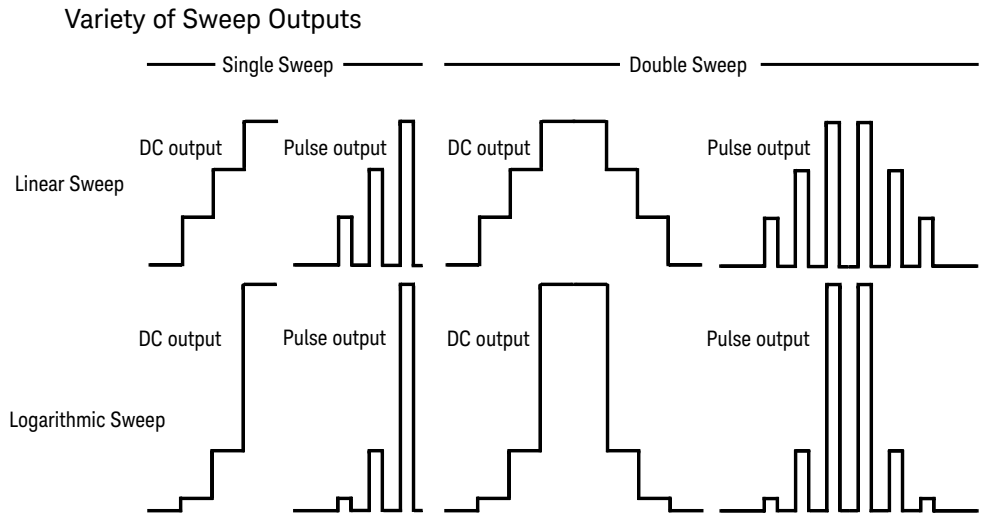 Variety of Sweep Outputs
Single Sweep
Double Sweep
DC output
Pulse output
DC output
Pulse output
Linear Sweep
DC output
Pulse output
DC output
Pulse output
Logarithmic Sweep